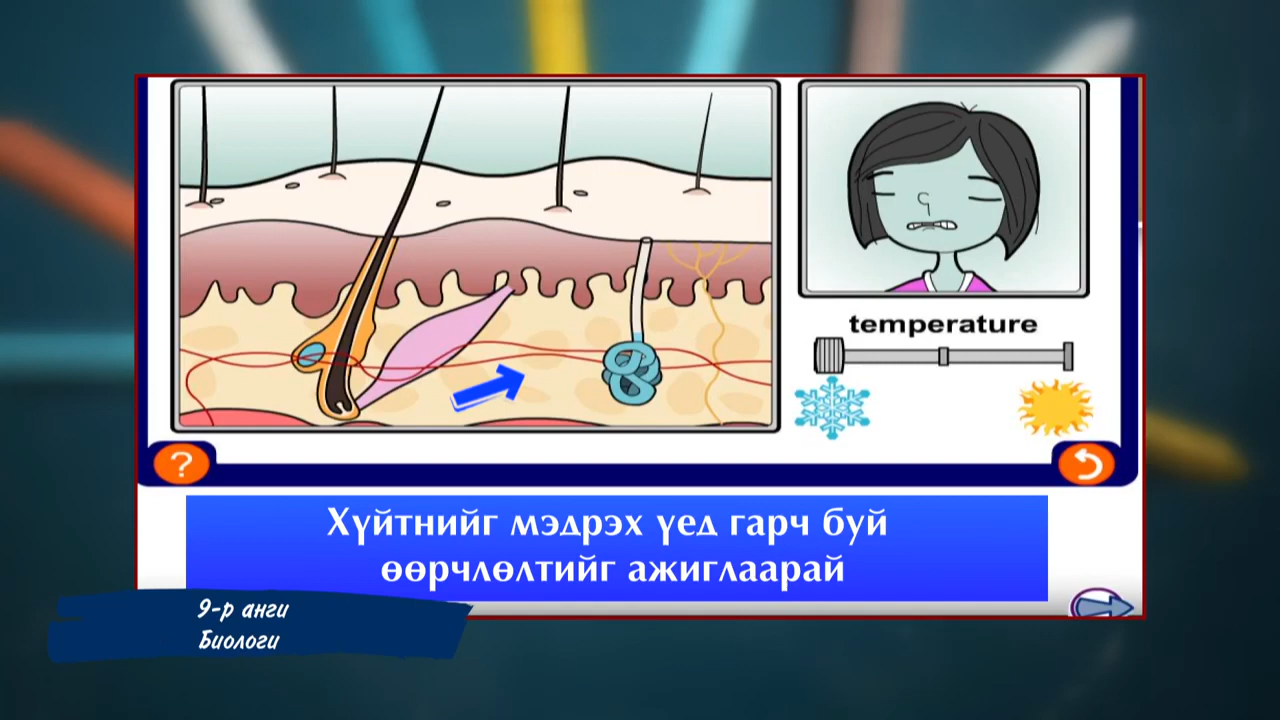 temperature
?
Хүйтнийг мэдрэх үед гарч буй
өөрчлөлтийг ажиглаарай
9-р анги
Биологи